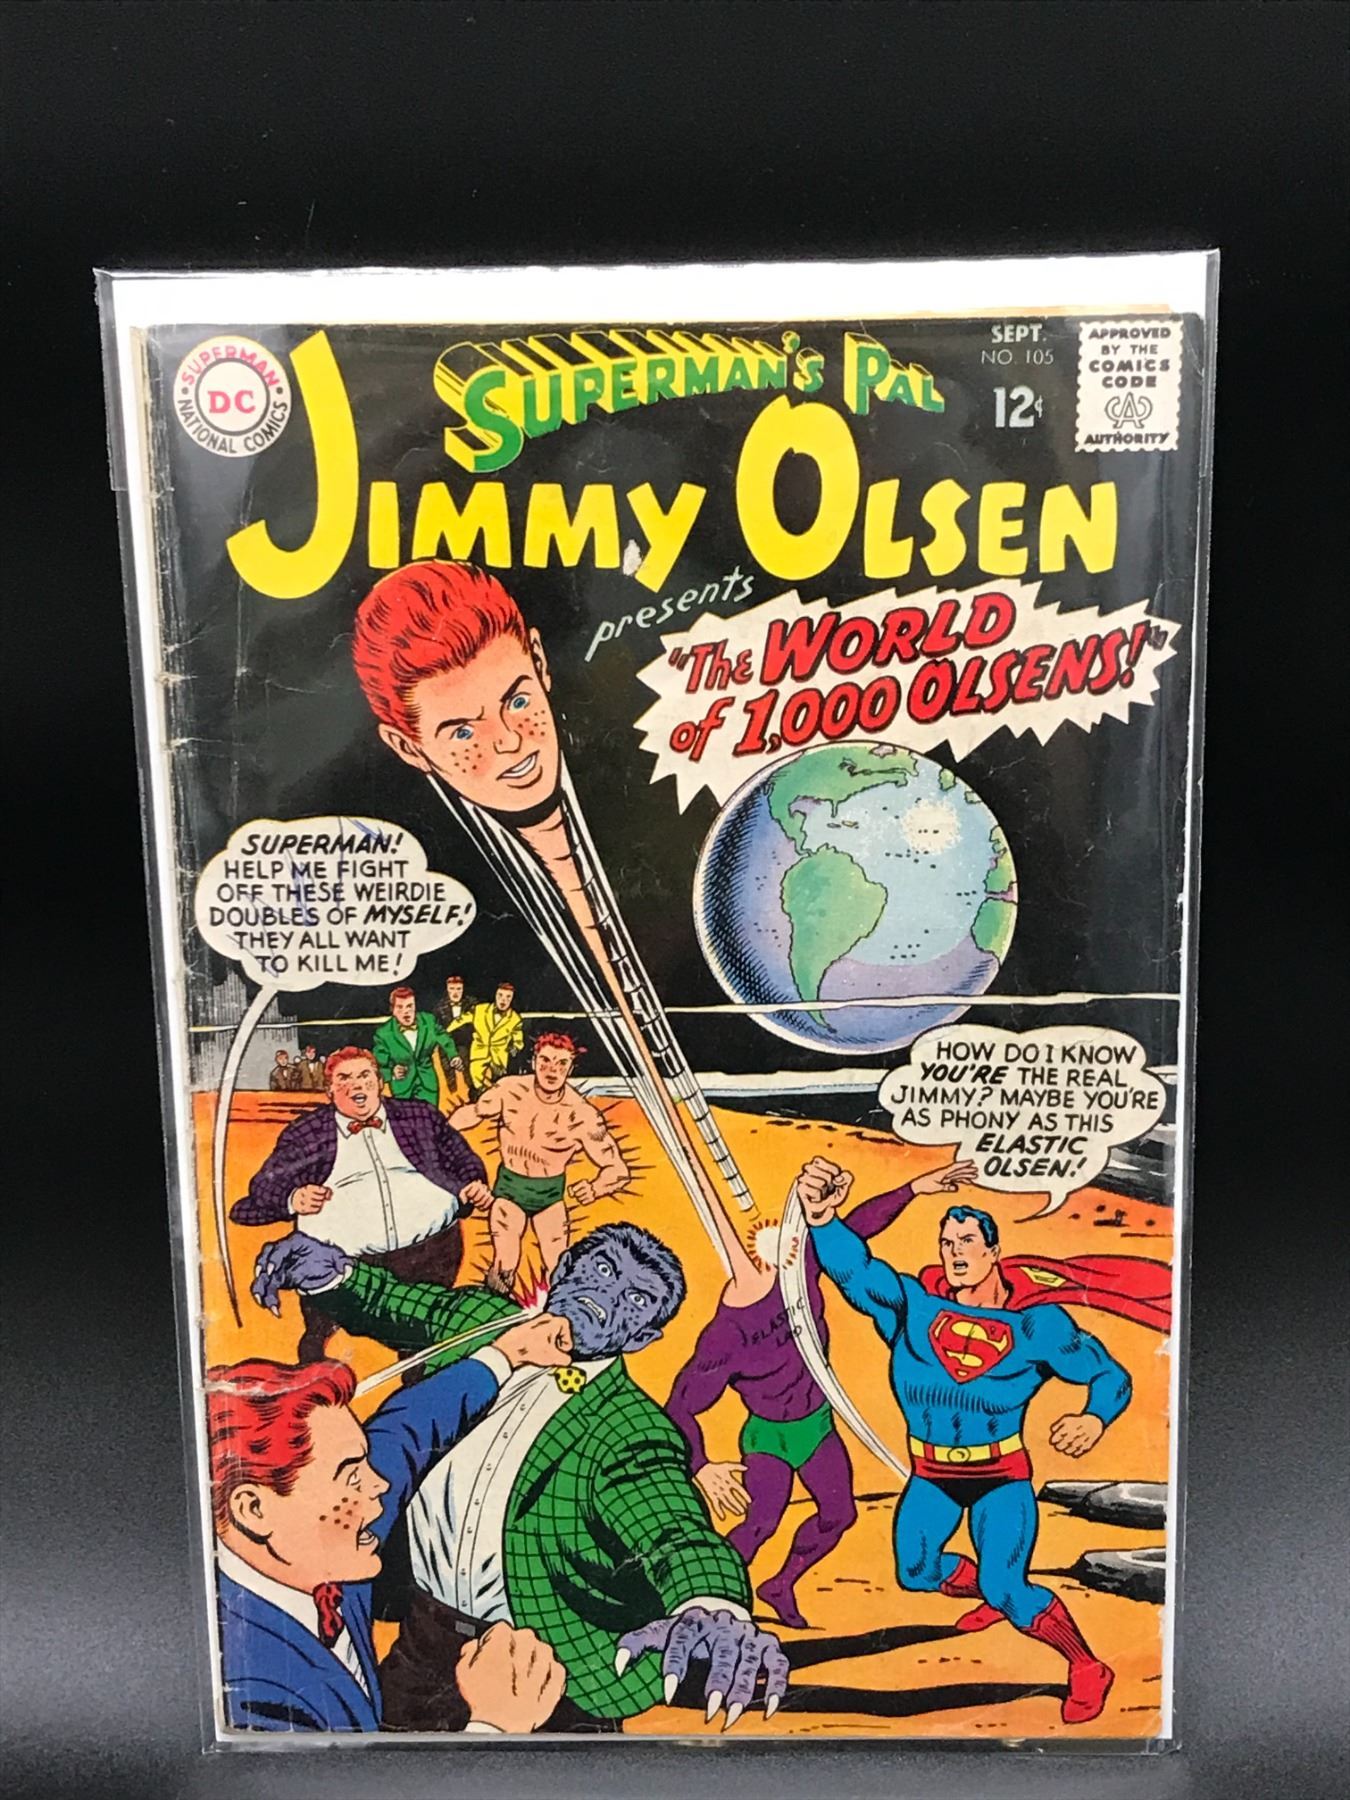 SUPERMAN
DC
NATIONAL COMICS
SUPERMAN'S PAL
JIMMY OLSEN
SEPT.
NO. 105
12¢
APPROVED
BY THE
COMICS
CODE
CA
AUTHORITY
presents
"The WORLD
of 1,000 OLSENS!"
SUPERMAN!
HELP ME FIGHT
OFF THESE WEIRDIE
DOUBLES OF MYSELF!
THEY ALL WANT
TO KILL ME!
HOW DO I KNOW
YOU'RE THE REAL
JIMMY? MAYBE YOU'RE
AS PHONY AS THIS
ELASTIC
OLSEN!
ELASTIC
LAD
S